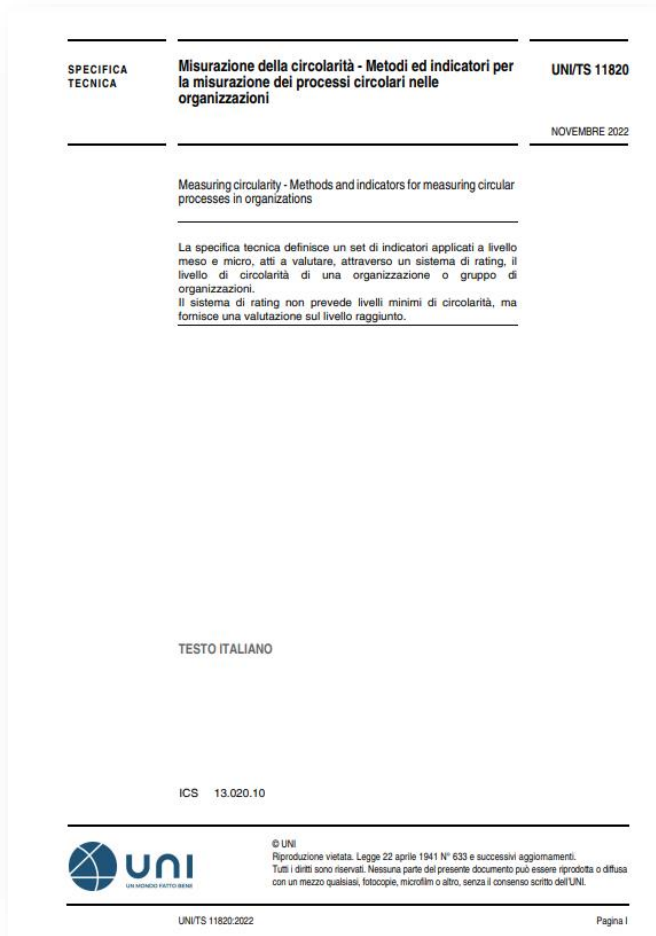 SPECIFICA
TECNICA
Misurazione della circolarità - Metodi ed indicatori per
la misurazione dei processi circolari nelle
organizzazioni
UNI/TS 11820
NOVEMBRE 2022
Measuring circularity - Methods and indicators for measuring circular
processes in organizations
La specifica tecnica definisce un set di indicatori applicati a livello
meso e micro, atti a valutare, attraverso un sistema di rating, il
livello di circolarità di una organizzazione o gruppo di
organizzazioni.
Il sistema di rating non prevede livelli minimi di circolarità, ma
fornisce una valutazione sul livello raggiunto.
TESTO ITALIANO
ICS 13.020.10
UNI
UN MONDO FATTO BENE
© UNI
Riproduzione vietata. Legge 22 aprile 1941 N° 633 e successivi aggiornamenti.
Tutti i diritti sono riservati. Nessuna parte del presente documento può essere riprodotta o diffusa
con un mezzo qualsiasi, fotocopie, microfilm o altro, senza il consenso scritto dell'UNI.
UNI/TS 11820:2022
Pagina I